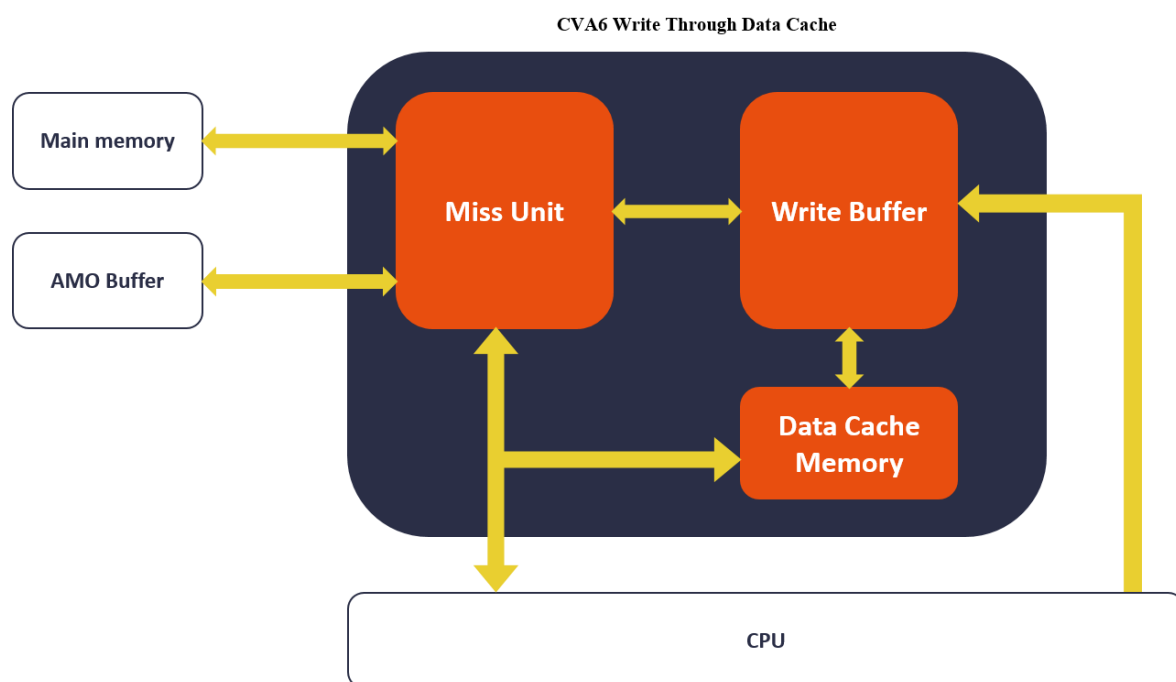 CVA6 Write Through Data Cache
Main memory
Miss Unit
Write Buffer
AMO Buffer
Data Cache
Memory
CPU